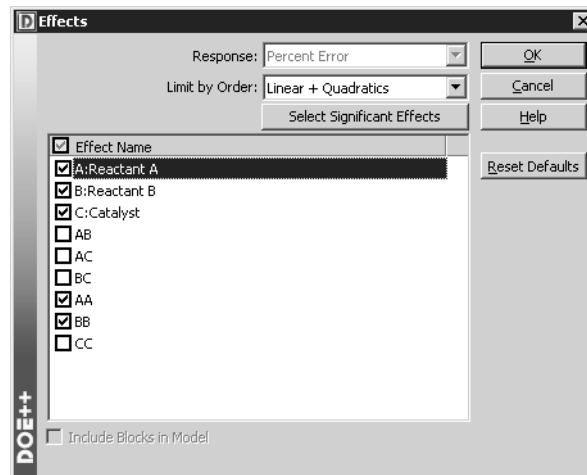 Effects
Response: Percent Error
OK
Limit by Order: Linear + Quadratics
Cancel
Select Significant Effects
Help
Effect Name
Reset Defaults
A:Reactant A
B:Reactant B
C:Catalyst
AB
AC
BC
AA
BB
CC
Include Blocks in Model
DOE++